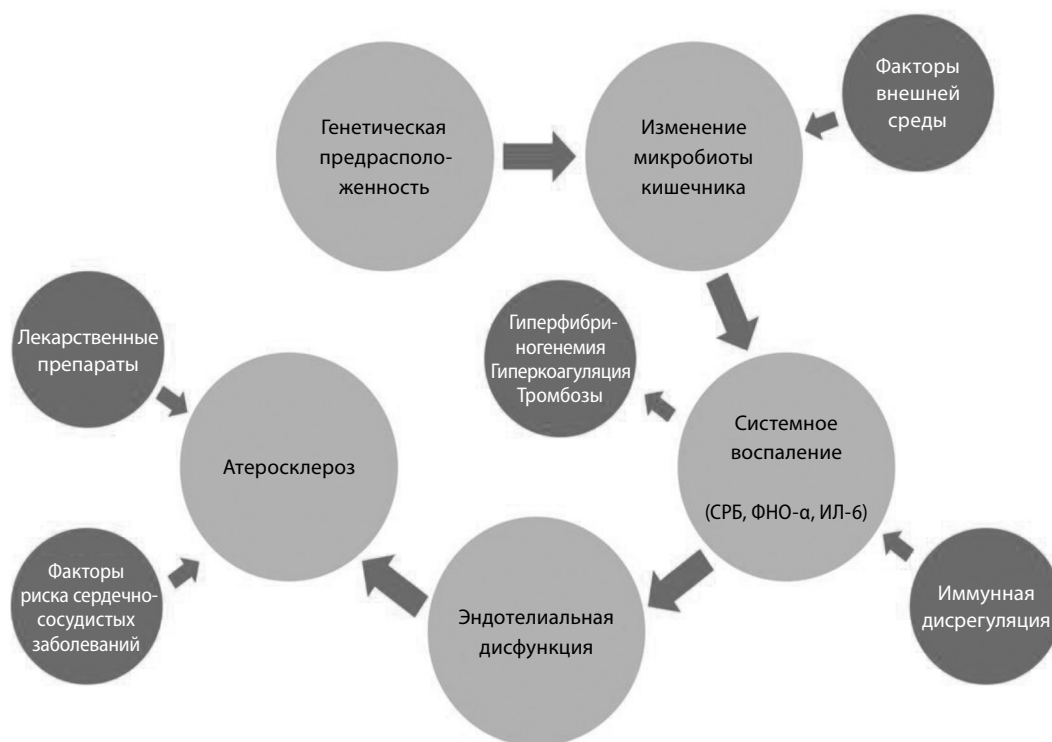 Генетическая
предрасполо-
женность
Изменение
микробиоты
кишечника
Факторы
внешней
среды
Лекарственные
препараты
Гиперфибри-
ногенемия
Гиперкоагуляция
Тромбозы
Атеросклероз
Системное
воспаление
(СРБ, ФНО-α, ИЛ-6)
Факторы
риска сердечно-
сосудистых
заболеваний
Эндотелиальная
дисфункция
Иммунная
дисрегуляция